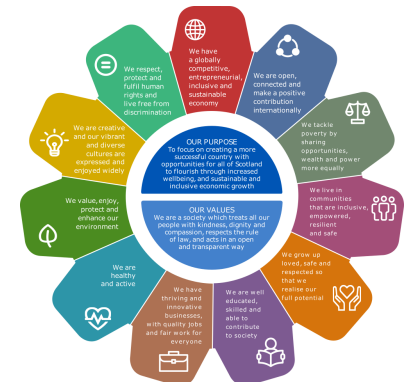 We have
a globally
competitive,
entrepreneurial,
inclusive and
sustainable
economy
We are open,
connected and
make a positive
contribution
internationally
We tackle
poverty by
sharing
opportunities,
wealth and power
more equally
We live in
communities
that are inclusive,
empowered,
resilient
and safe
We grow up
loved, safe and
respected so
that we
realise our
full potential
We are well
educated,
skilled and
able to
contribute
to society
We have
thriving and
innovative
businesses,
with quality jobs
and fair work for
everyone
We are
healthy
and active
We value, enjoy,
protect and
enhance our
environment
We are creative
and our vibrant
and diverse
cultures are
expressed and
enjoyed widely
We respect,
protect and
fulfil human
rights and
live free from
discrimination
OUR PURPOSE
To focus on creating a more
successful country with
opportunities for all of Scotland
to flourish through increased
wellbeing, and sustainable and
inclusive economic growth
OUR VALUES
We are a society which treats all our
people with kindness, dignity and
compassion, respects the rule
of law, and acts in an open
and transparent way